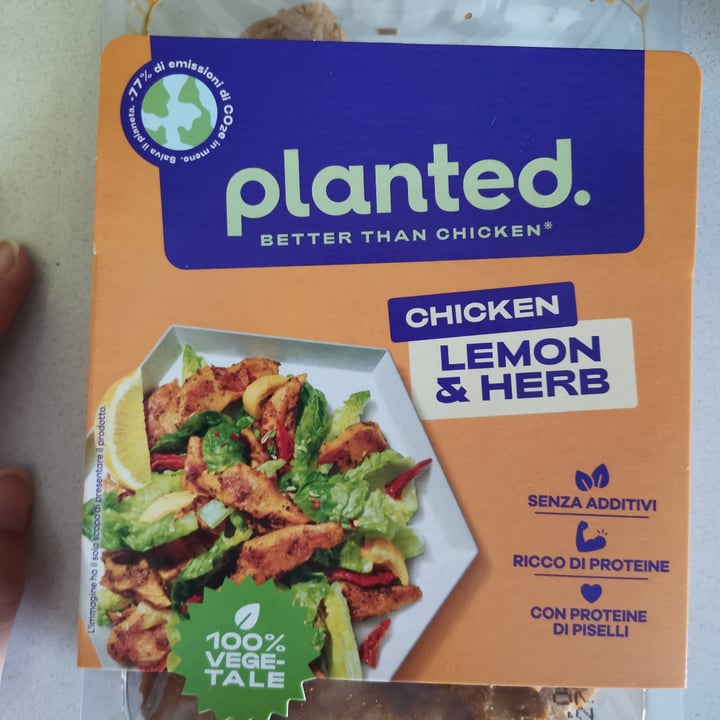 -77% di emissioni di CO2e in meno. Salva il pianeta.
planted.
BETTER THAN CHICKEN*
CHICKEN
LEMON
& HERB
SENZA ADDITIVI
RICCO DI PROTEINE
CON PROTEINE
DI PISELLI
L'immagine ha il solo scopo di presentare il prodotto.
100%
VEGE-
TALE